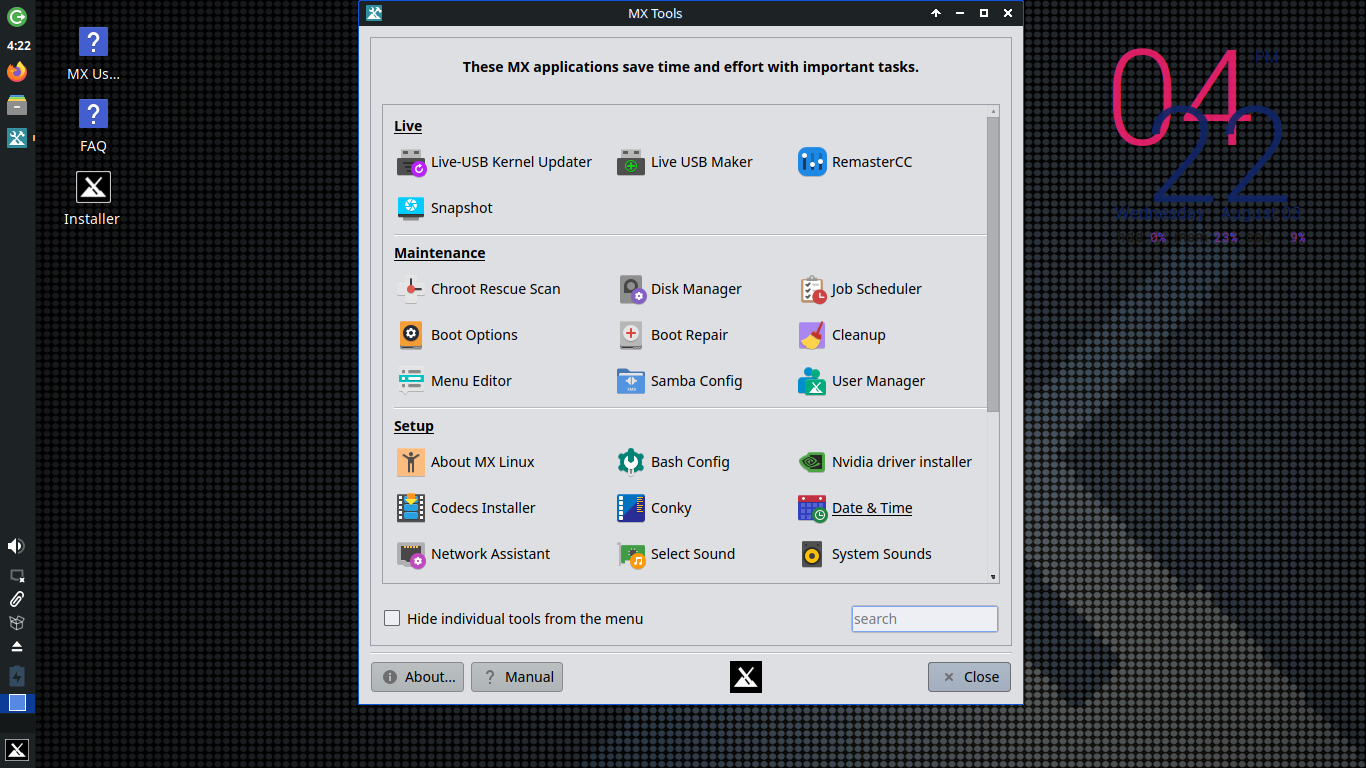 MX Tools
4:22
MX Us...
FAQ
Installer
These MX applications save time and effort with important tasks.
Live
Live-USB Kernel Updater
Live USB Maker
RemasterCC
Snapshot
Maintenance
Chroot Rescue Scan
Disk Manager
Job Scheduler
Boot Options
Boot Repair
Cleanup
Menu Editor
Samba Config
User Manager
Setup
About MX Linux
Bash Config
Nvidia driver installer
Codecs Installer
Conky
Date & Time
Network Assistant
Select Sound
System Sounds
Hide individual tools from the menu
search
About...
Manual
Close
04
PM
22
Wednesday August
0% 23% 9%